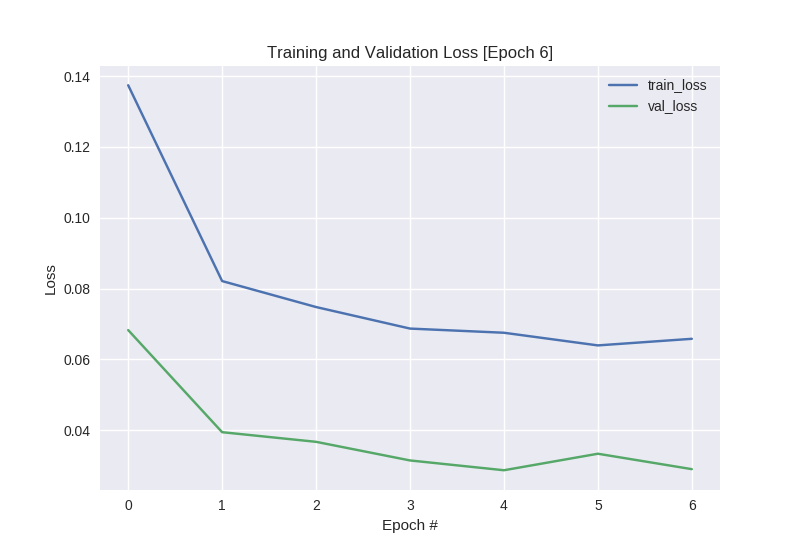 Training and Validation Loss [Epoch 6]
train_loss
val_loss
0.14
0.12
0.10
0.08
0.06
0.04
Loss
0 1 2 3 4 5 6
Epoch #